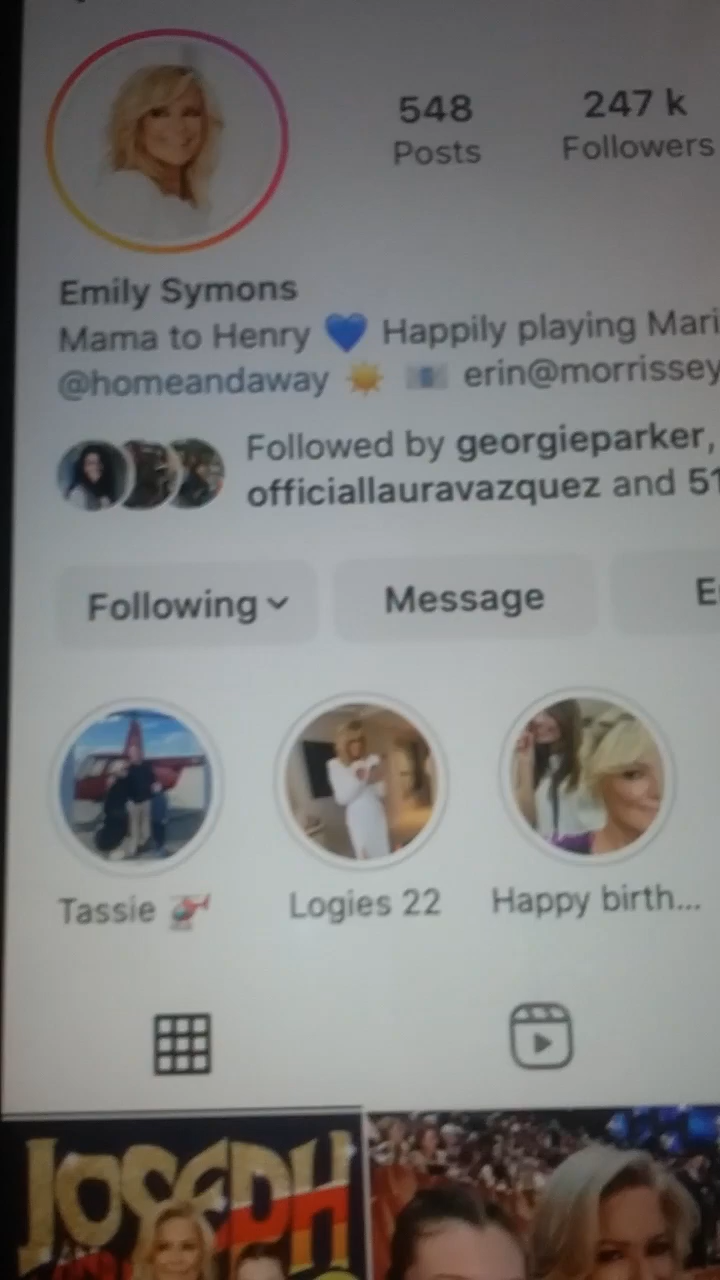 548
247 k
Posts
Followers
Emily Symons
Mama to Henry 💙 Happily playing Mari
@homeandaway ☀️ 📧 erin@morrissey
Followed by georgieparker,
officiallauravazquez and 51
Following
Message
E
Tassie 🚁
Logies 22
Happy birth...
JOSEPH